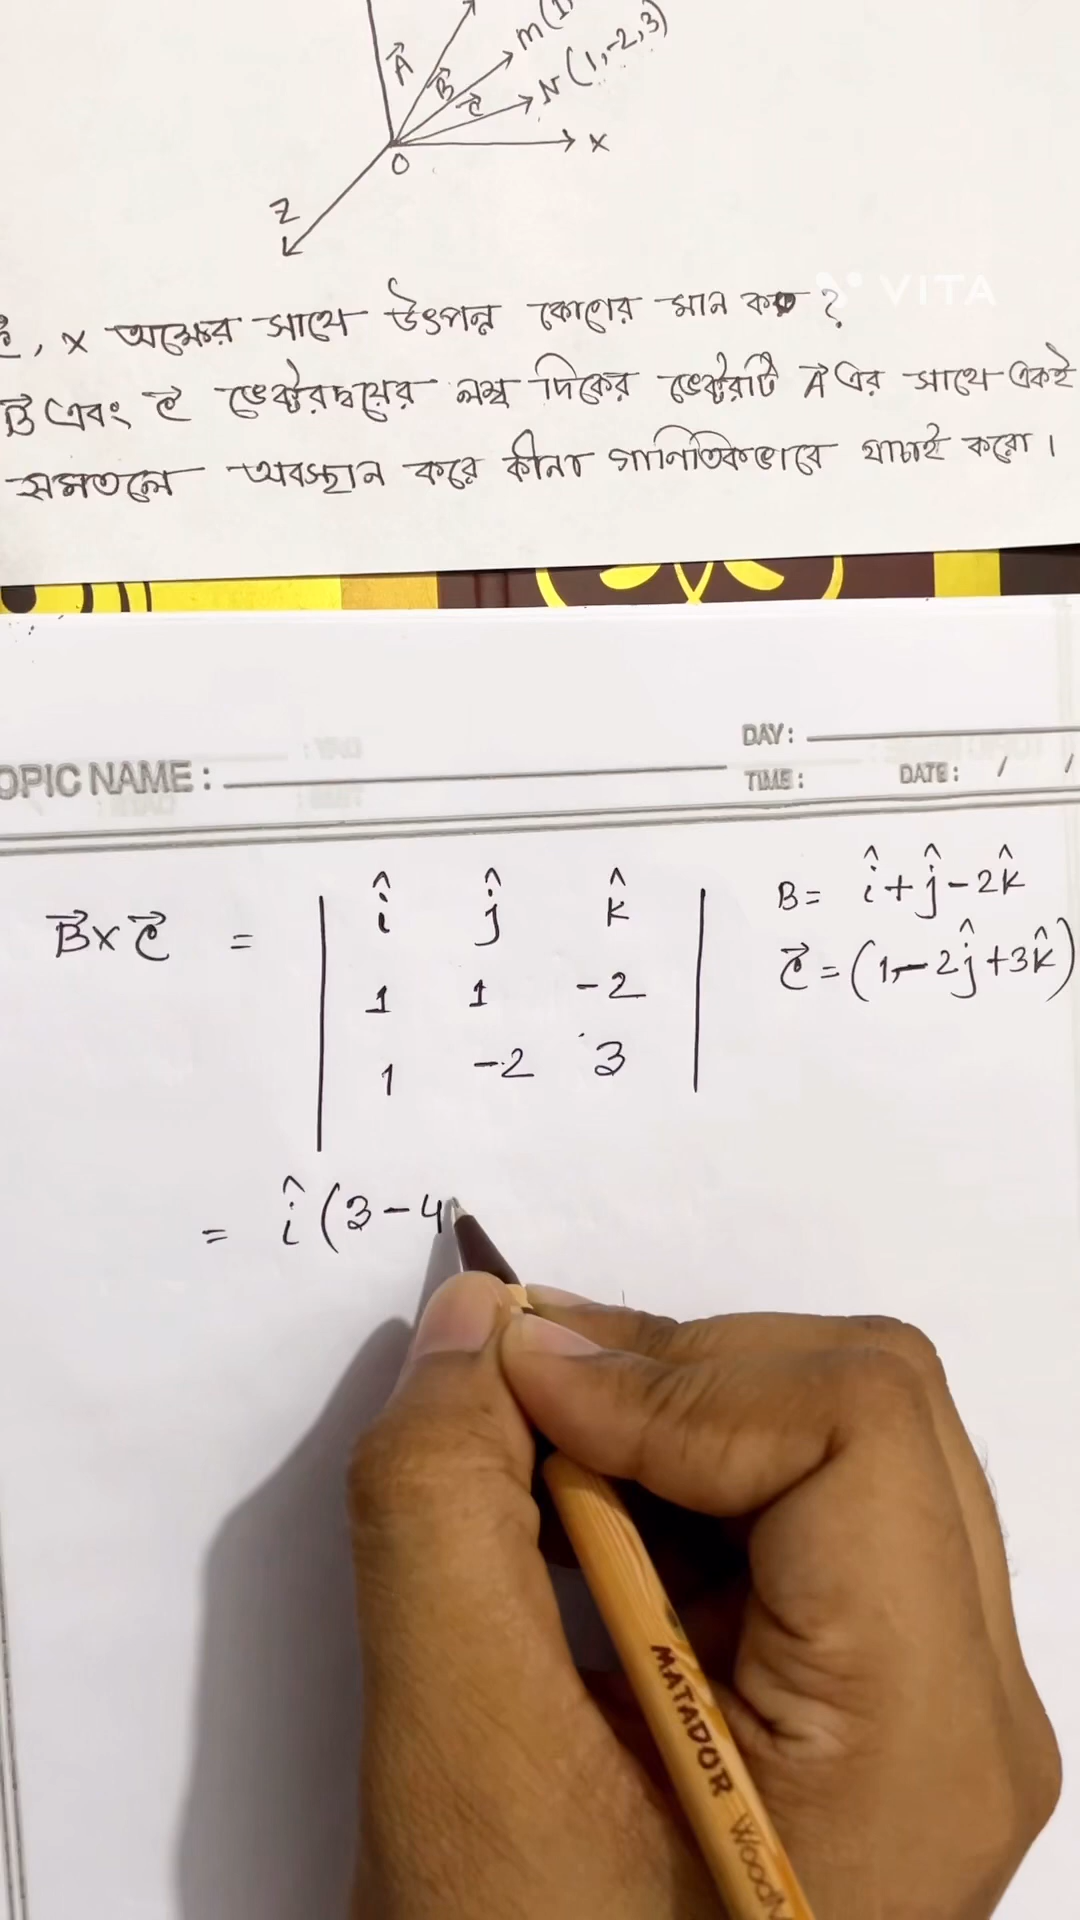 A⃗
B⃗
C⃗
M(1,
N(1,-2,3)
O
x
Z
VITA
C⃗, x অক্ষের সাথে উৎপন্ন কোণের মান কত ?
B⃗ এবং C⃗ ভেক্টরদ্বয়ের লম্ব দিকের ভেক্টরটি A⃗ এর সাথে একই
সমতলে অবস্থান করে কীনা গাণিতিকভাবে যাচাই করো।
DAY:
OPIC NAME :
TIME :
DATE: / /
B⃗×C⃗ = | î ĵ k̂ |
1 1 -2
1 -2 3
B = î+ĵ-2k̂
C⃗ = (1,-2ĵ+3k̂)
= î (3-4
MATADOR Wood